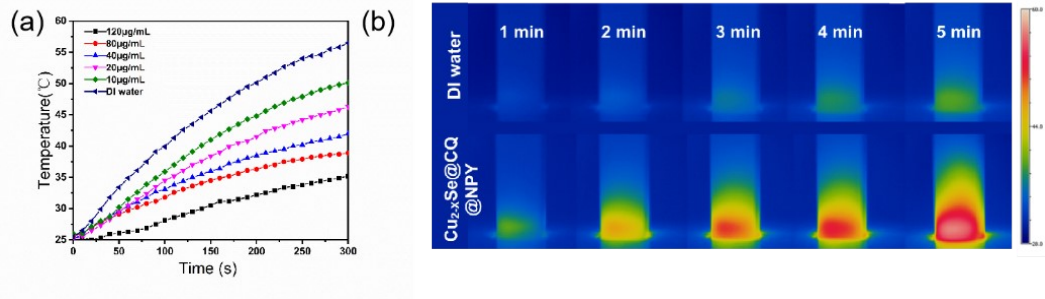 (a)
60
55
50
45
40
35
30
25
Temperature(℃)
120μg/mL
80μg/mL
40μg/mL
20μg/mL
10μg/mL
DI water
0 50 100 150 200 250 300
Time (s)
(b)
1 min 2 min 3 min 4 min 5 min
DI water
Cu2-xSe@CQ
@NPY